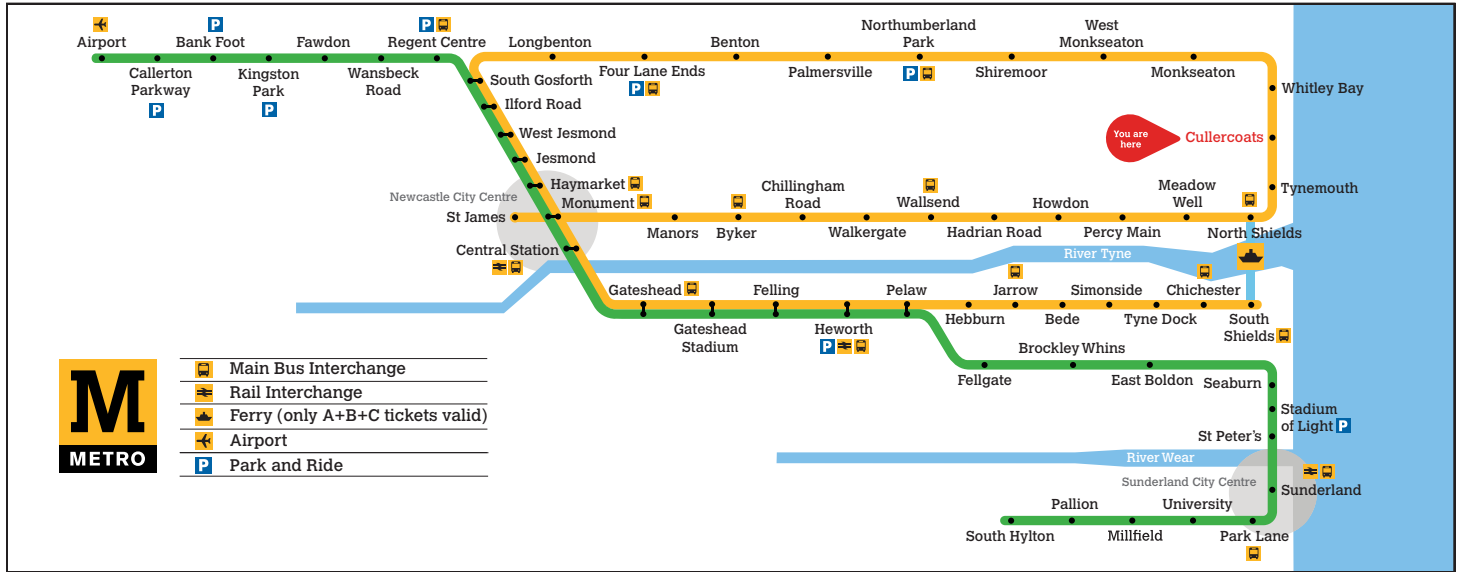 Airport
Callerton
Parkway
P
Bank Foot
P
Kingston
Park
P
Fawdon
Wansbeck
Road
Regent Centre
P
Longbenton
Four Lane Ends
P
Benton
Palmersville
Northumberland
Park
P
Shiremoor
West
Monkseaton
Monkseaton
Whitley Bay
You are
here
Cullercoats
Tynemouth
South Gosforth
Ilford Road
West Jesmond
Jesmond
Haymarket
Newcastle City Centre
Monument
St James
Central Station
Manors
Byker
Chillingham
Road
Walkergate
Wallsend
Hadrian Road
Howdon
Percy Main
Meadow
Well
North Shields
River Tyne
Gateshead
Gateshead
Stadium
Felling
Heworth
P
Pelaw
Hebburn
Jarrow
Bede
Simonside
Tyne Dock
Chichester
South
Shields
Fellgate
Brockley Whins
East Boldon
Seaburn
Stadium
of Light P
St Peter's
River Wear
Sunderland City Centre
Sunderland
Park Lane
University
Millfield
Pallion
South Hylton
M
METRO
Main Bus Interchange
Rail Interchange
Ferry (only A+B+C tickets valid)
Airport
P Park and Ride